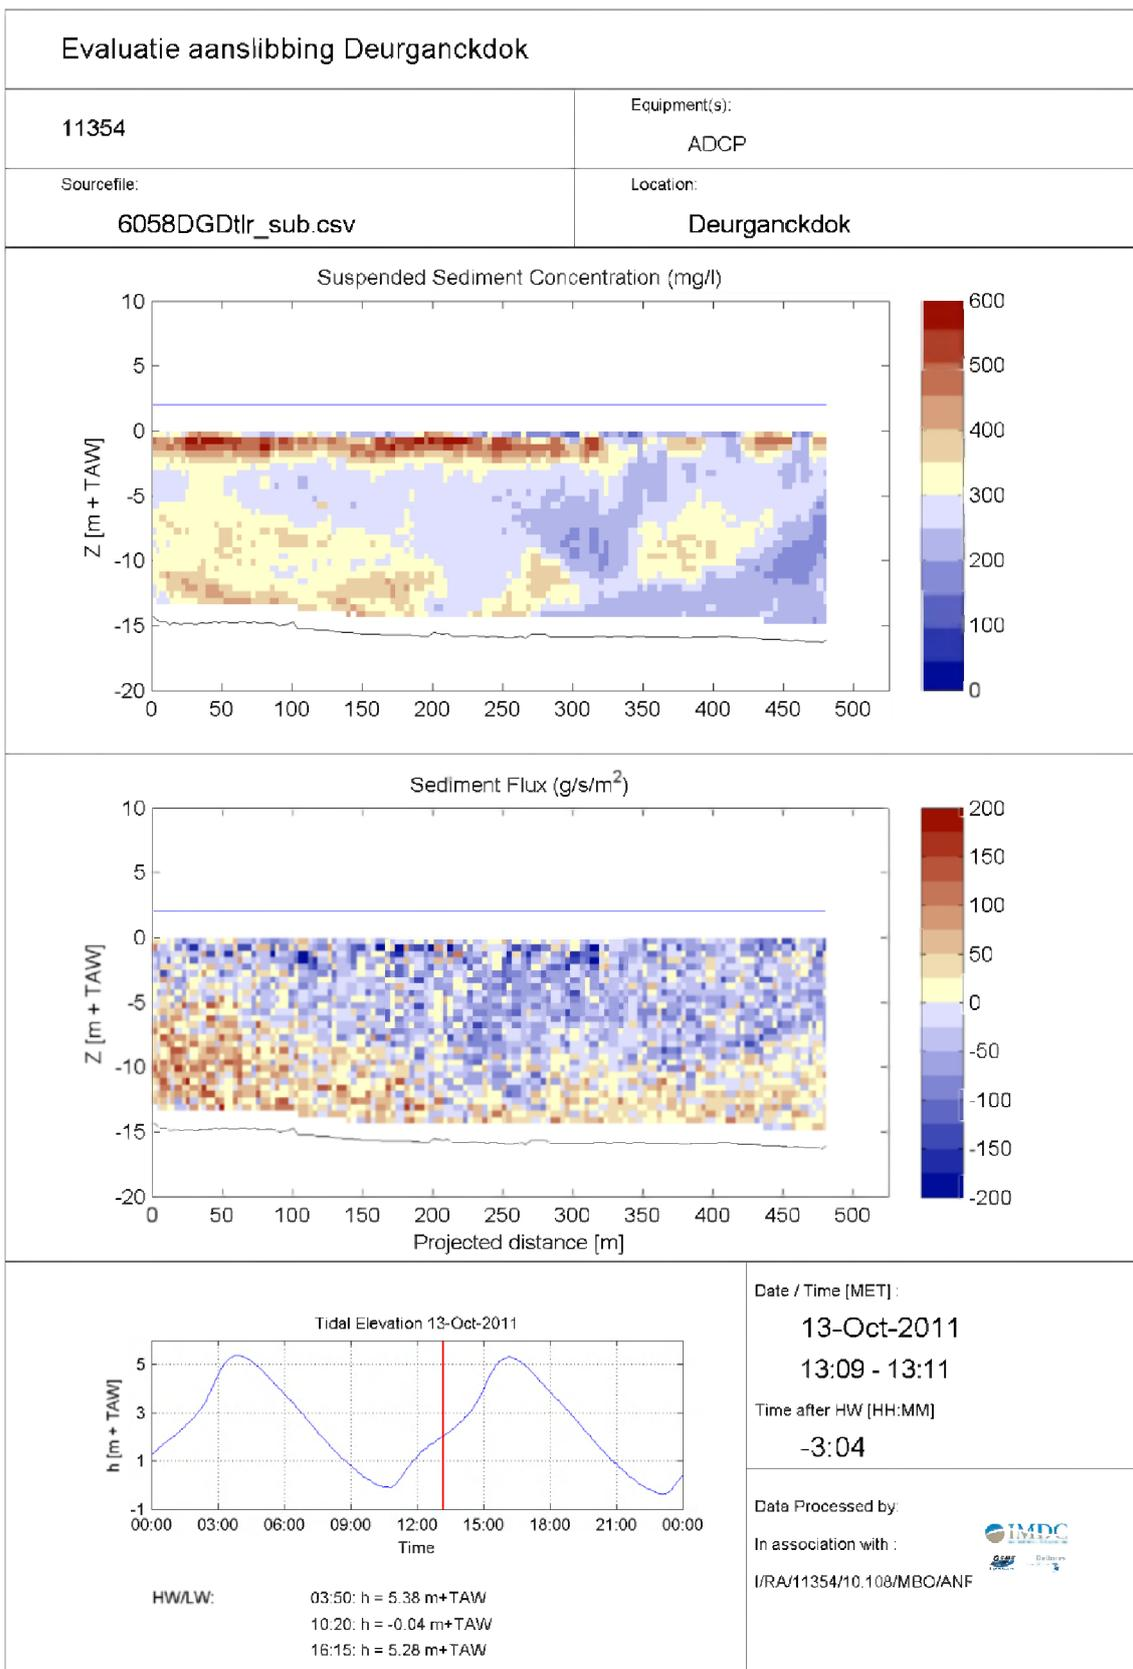 Evaluatie aanslibbing Deurganckdok
11354
Equipment(s):
ADCP
Sourcefile:
6058DGDtlr_sub.csv
Location:
Deurganckdok
Suspended Sediment Concentration (mg/l)
10
5
0
-5
-10
-15
-20
Z [m + TAW]
0 50 100 150 200 250 300 350 400 450 500
600
500
400
300
200
100
0
Sediment Flux (g/s/m²)
10
5
0
-5
-10
-15
-20
Z [m + TAW]
0 50 100 150 200 250 300 350 400 450 500
Projected distance [m]
200
150
100
50
0
-50
-100
-150
-200
Tidal Elevation 13-Oct-2011
5
3
1
-1
h [m + TAW]
00:00 03:00 06:00 09:00 12:00 15:00 18:00 21:00 00:00
Time
HW/LW:
03:50: h = 5.38 m+TAW
10:20: h = -0.04 m+TAW
16:15: h = 5.28 m+TAW
Date / Time [MET] :
13-Oct-2011
13:09 - 13:11
Time after HW [HH:MM]
-3:04
Data Processed by:
IMDC
In association with :
I/RA/11354/10.108/MBO/ANF